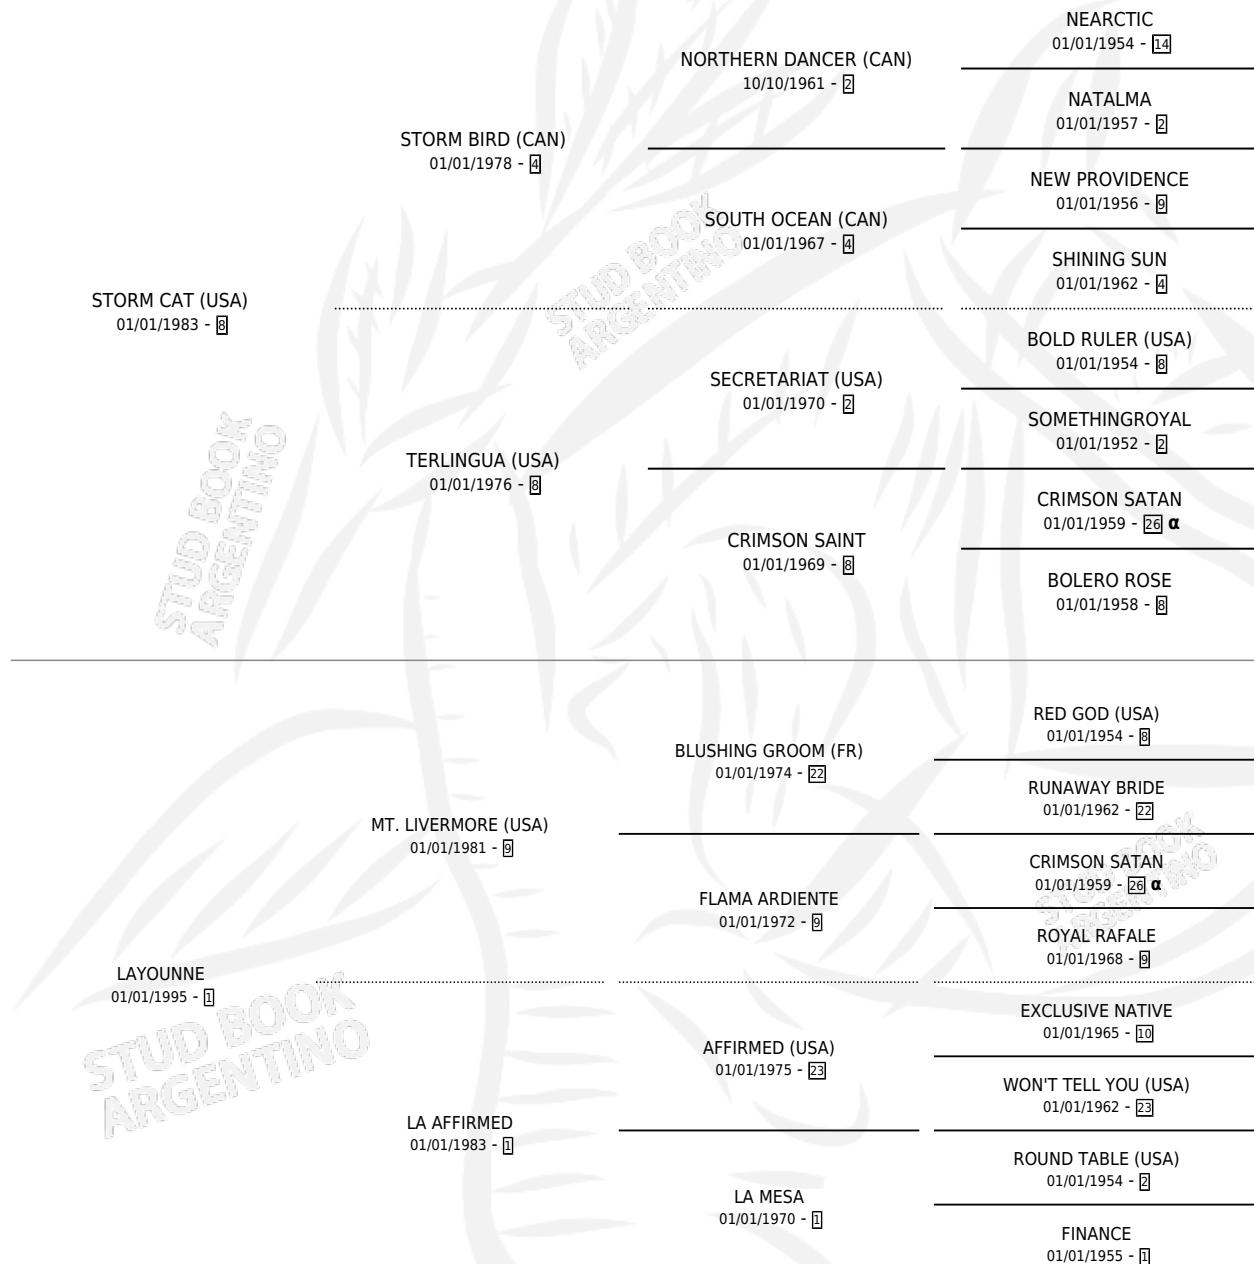 NEARCTIC
01/01/1954 - 14
NORTHERN DANCER (CAN)
10/10/1961 - 2
NATALMA
01/01/1957 - 2
STORM BIRD (CAN)
01/01/1978 - 4
NEW PROVIDENCE
01/01/1956 - 9
SOUTH OCEAN (CAN)
01/01/1967 - 4
SHINING SUN
01/01/1962 - 4
STORM CAT (USA)
01/01/1983 - 8
BOLD RULER (USA)
01/01/1954 - 8
SECRETARIAT (USA)
01/01/1970 - 2
SOMETHINGROYAL
01/01/1952 - 2
TERLINGUA (USA)
01/01/1976 - 8
CRIMSON SATAN
01/01/1959 - 26 α
CRIMSON SAINT
01/01/1969 - 8
BOLERO ROSE
01/01/1958 - 8
RED GOD (USA)
01/01/1954 - 8
BLUSHING GROOM (FR)
01/01/1974 - 22
RUNAWAY BRIDE
01/01/1962 - 22
MT. LIVERMORE (USA)
01/01/1981 - 9
CRIMSON SATAN
01/01/1959 - 26 α
FLAMA ARDIENTE
01/01/1972 - 9
ROYAL RAFALE
01/01/1968 - 9
LAYOUNNE
01/01/1995 - 1
EXCLUSIVE NATIVE
01/01/1965 - 10
AFFIRMED (USA)
01/01/1975 - 23
WON'T TELL YOU (USA)
01/01/1962 - 23
LA AFFIRMED
01/01/1983 - 1
ROUND TABLE (USA)
01/01/1954 - 2
LA MESA
01/01/1970 - 1
FINANCE
01/01/1955 - 1
STUD BOOK
ARGENTINO
STUD BOOK
ARGENTINO
STUD BOOK
ARGENTINO
STUD BOOK
ARGENTINO